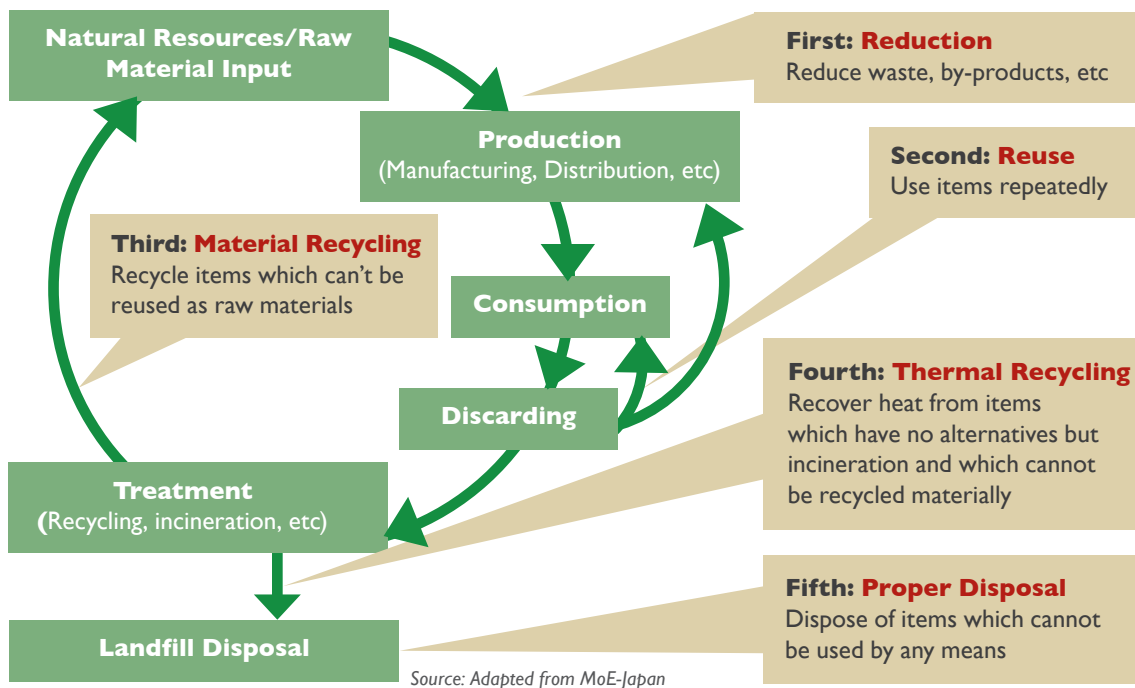 Natural Resources/Raw
Material Input
First: Reduction
Reduce waste, by-products, etc
Production
(Manufacturing, Distribution, etc)
Second: Reuse
Use items repeatedly
Third: Material Recycling
Recycle items which can’t be
reused as raw materials
Consumption
Fourth: Thermal Recycling
Recover heat from items
which have no alternatives but
incineration and which cannot
be recycled materially
Discarding
Treatment
(Recycling, incineration, etc)
Fifth: Proper Disposal
Dispose of items which cannot
be used by any means
Landfill Disposal
Source: Adapted from MoE-Japan